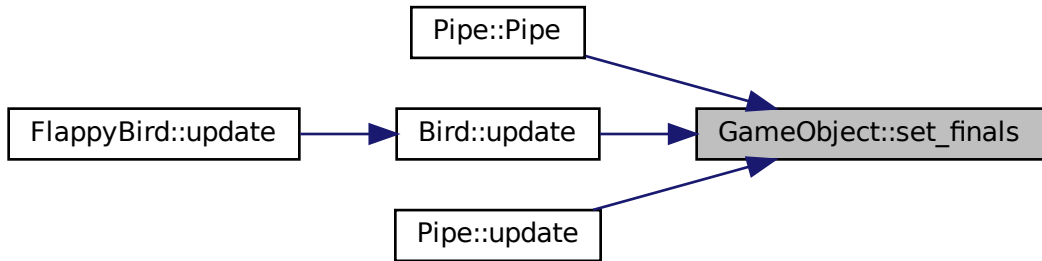 Pipe::Pipe
FlappyBird::update
Bird::update
GameObject::set_finals
Pipe::update